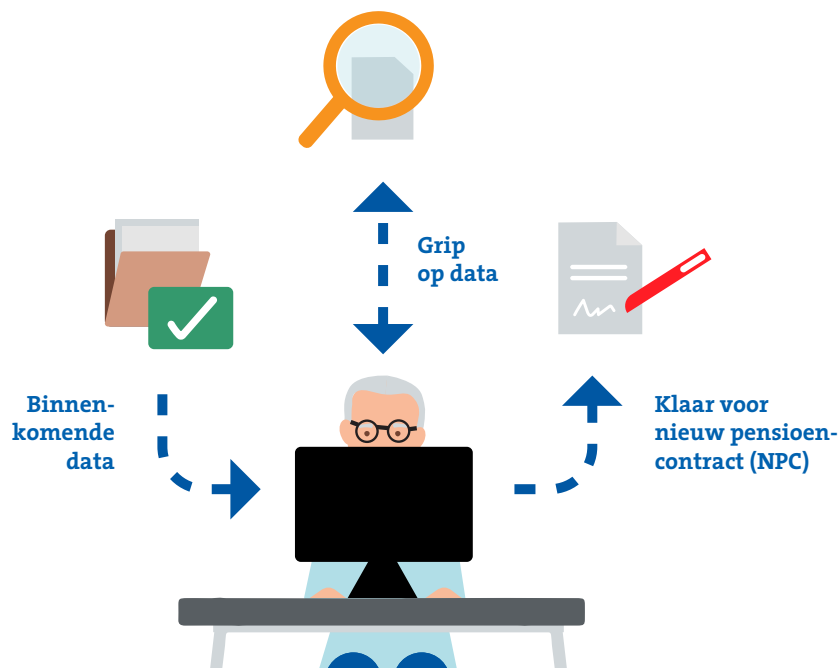 Grip
op data
Binnen-
komende
data
Klaar voor
nieuw pensioen-
contract (NPC)